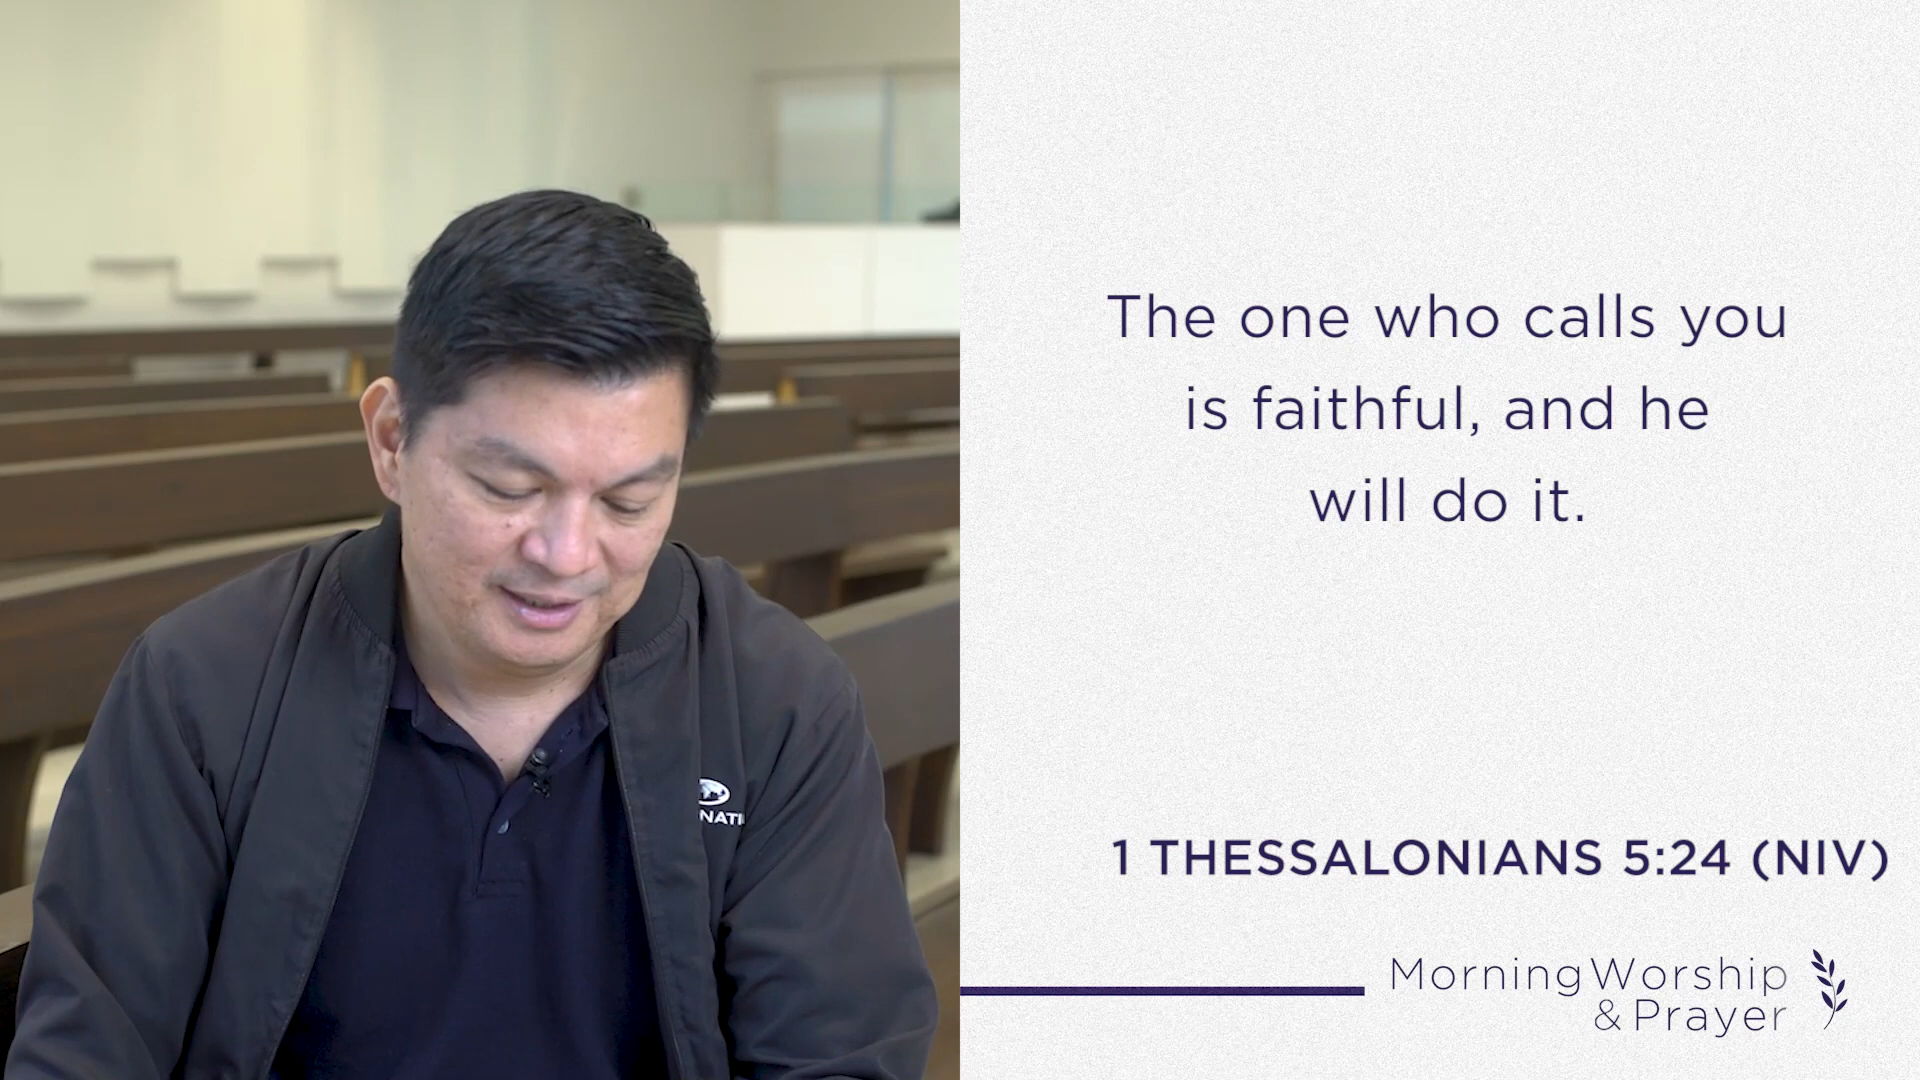 The one who calls you
is faithful, and he
will do it.
1 THESSALONIANS 5:24 (NIV)
Morning Worship
& Prayer